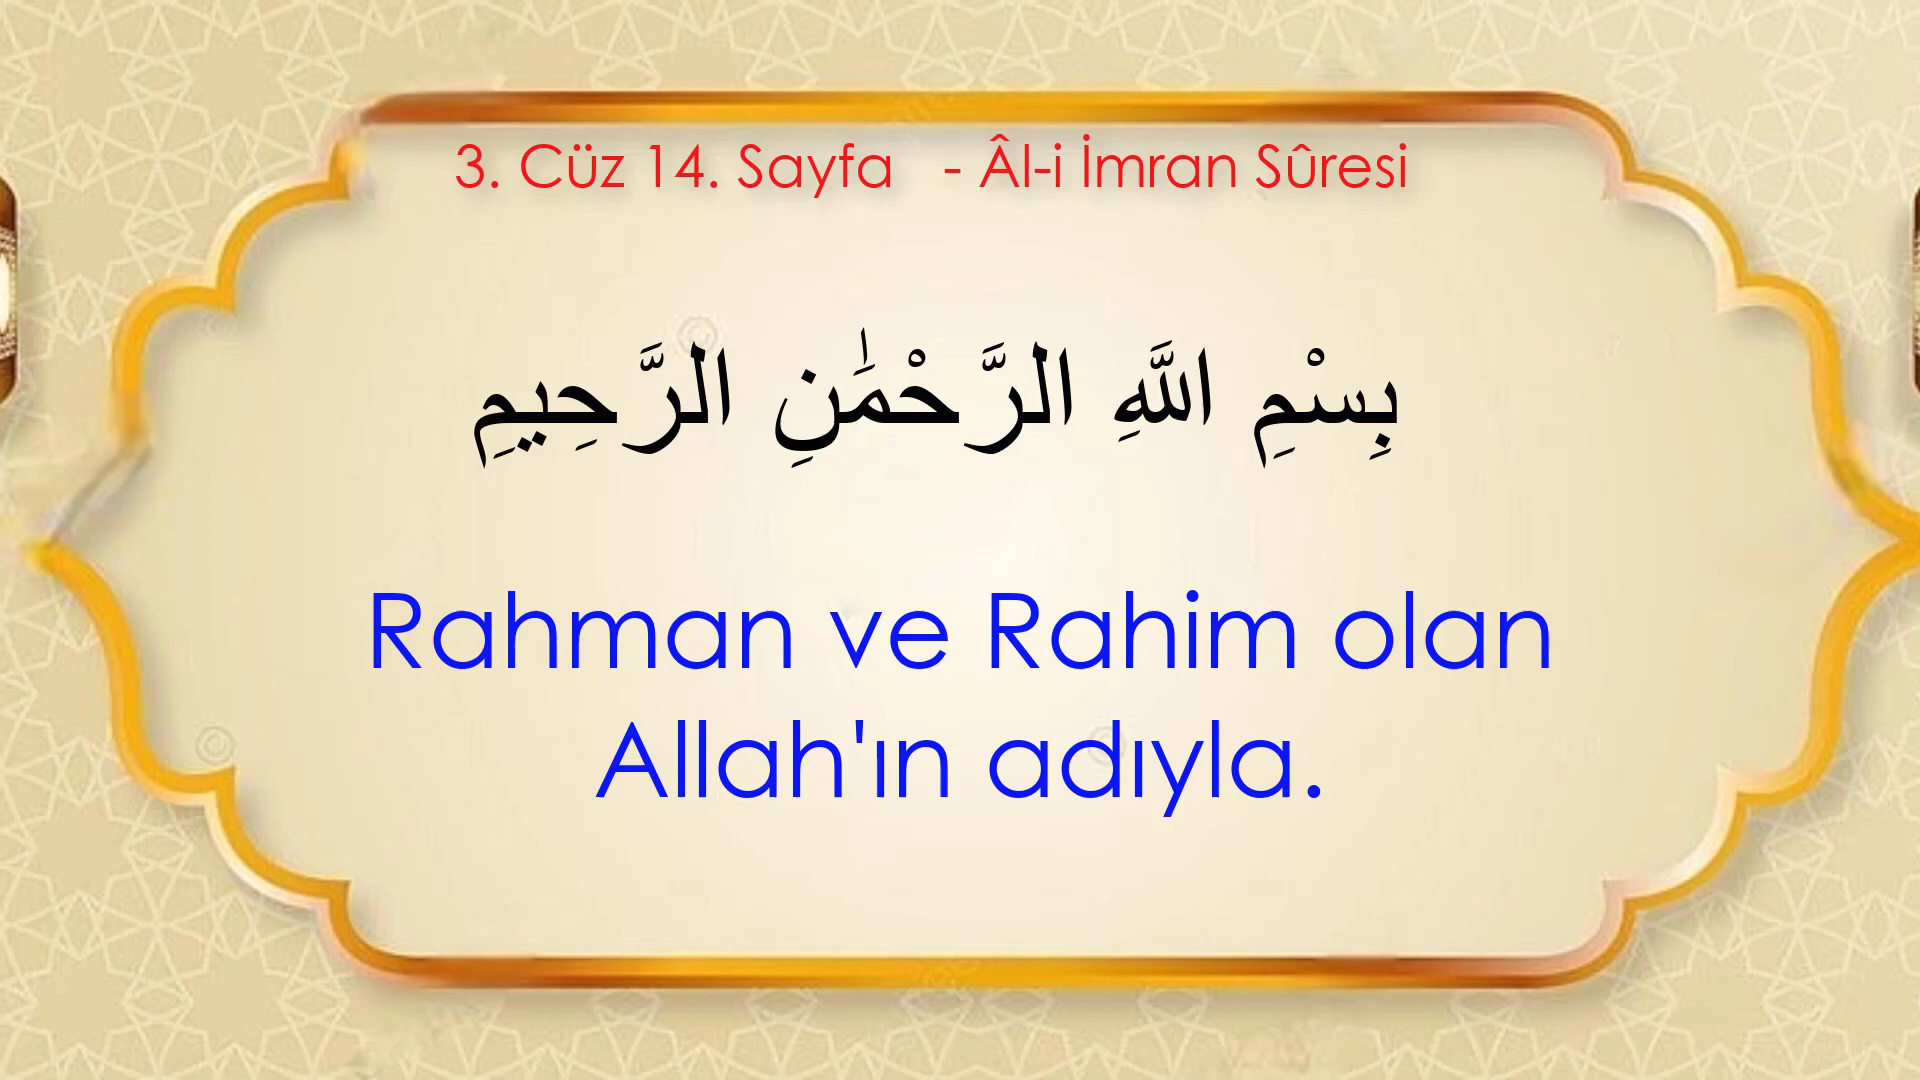 3. Cüz 14. Sayfa - Âl-i İmran Sûresi
بِسْمِ اللَّهِ الرَّحْمَٰنِ الرَّحِيمِ
Rahman ve Rahim olan
Allah'ın adıyla.